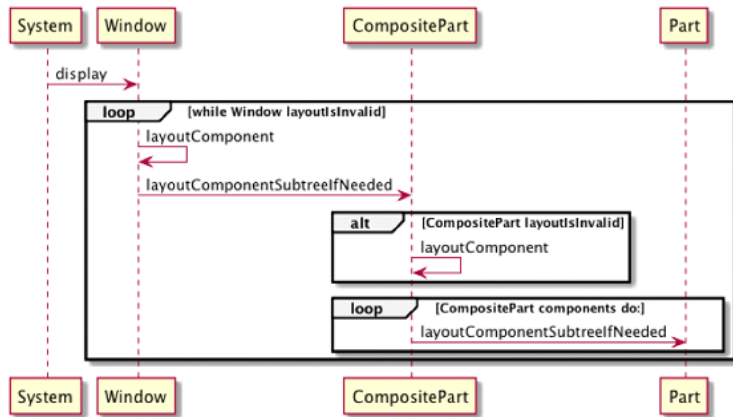 System Window CompositePart Part
display
loop [while Window layoutIsInvalid]
layoutComponent
layoutComponentSubtreeIfNeeded
alt [CompositePart layoutIsInvalid]
layoutComponent
loop [CompositePart components do:]
layoutComponentSubtreeIfNeeded
System Window CompositePart Part